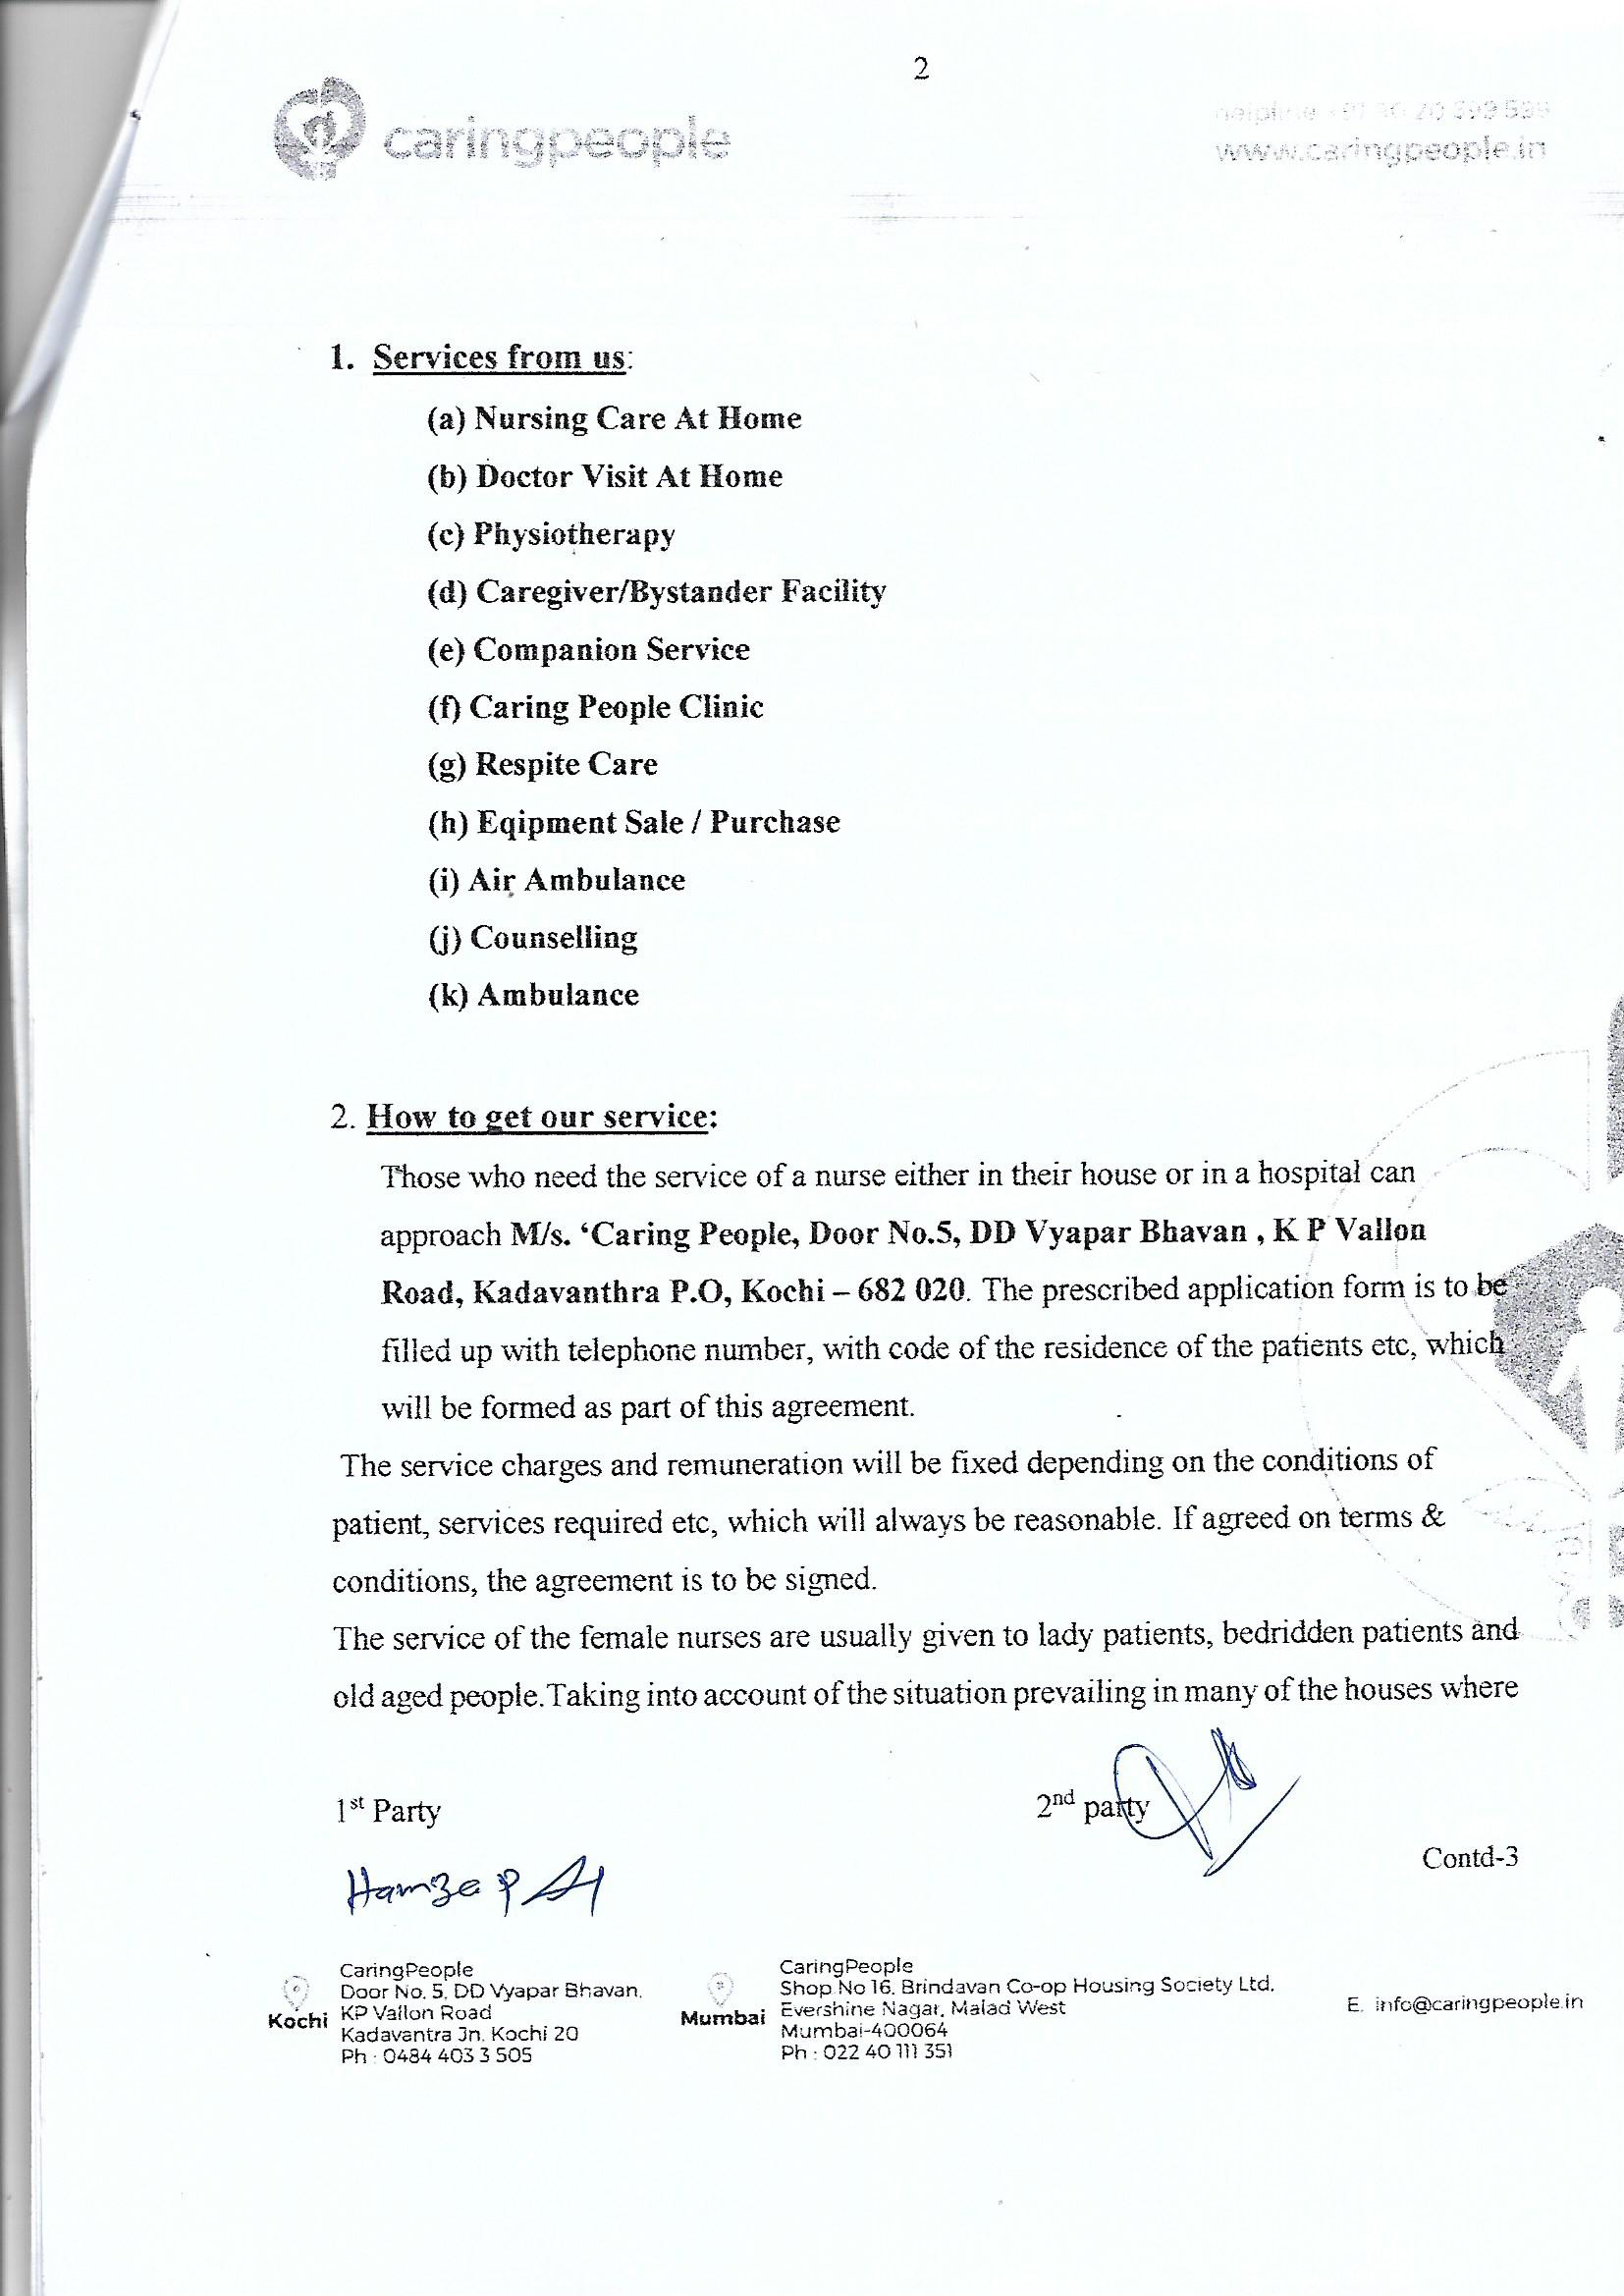 2
caringpeople
helpline
www.caringpeople.in
1. Services from us:
(a) Nursing Care At Home
(b) Doctor Visit At Home
(c) Physiotherapy
(d) Caregiver/Bystander Facility
(e) Companion Service
(f) Caring People Clinic
(g) Respite Care
(h) Eqipment Sale / Purchase
(i) Air Ambulance
(j) Counselling
(k) Ambulance
2. How to get our service:
Those who need the service of a nurse either in their house or in a hospital can
approach M/s. ‘Caring People, Door No.5, DD Vyapar Bhavan , K P Vallon
Road, Kadavanthra P.O, Kochi – 682 020. The prescribed application form is to be
filled up with telephone number, with code of the residence of the patients etc, which
will be formed as part of this agreement.
The service charges and remuneration will be fixed depending on the conditions of
patient, services required etc, which will always be reasonable. If agreed on terms &
conditions, the agreement is to be signed.
The service of the female nurses are usually given to lady patients, bedridden patients and
old aged people.Taking into account of the situation prevailing in many of the houses where
1st Party
2nd party
Contd-3
Hamze P
CaringPeople
Door No. 5, DD Vyapar Bhavan,
Kochi KP Vallon Road
Kadavantra Jn. Kochi 20
Ph : 0484 403 3 505
CaringPeople
Shop No 16. Brindavan Co-op Housing Society Ltd.
Mumbai Evershine Nagar, Malad West
Mumbai-400064
Ph : 022 40 111 351
E. info@caringpeople.in